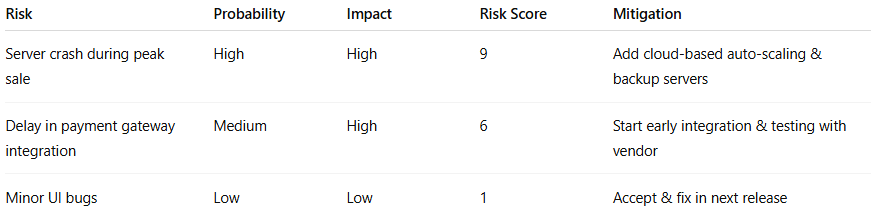 Risk Probability Impact Risk Score Mitigation
Server crash during peak High High 9 Add cloud-based auto-scaling &
sale backup servers
Delay in payment gateway Medium High 6 Start early integration & testing with
integration vendor
Minor UI bugs Low Low 1 Accept & fix in next release